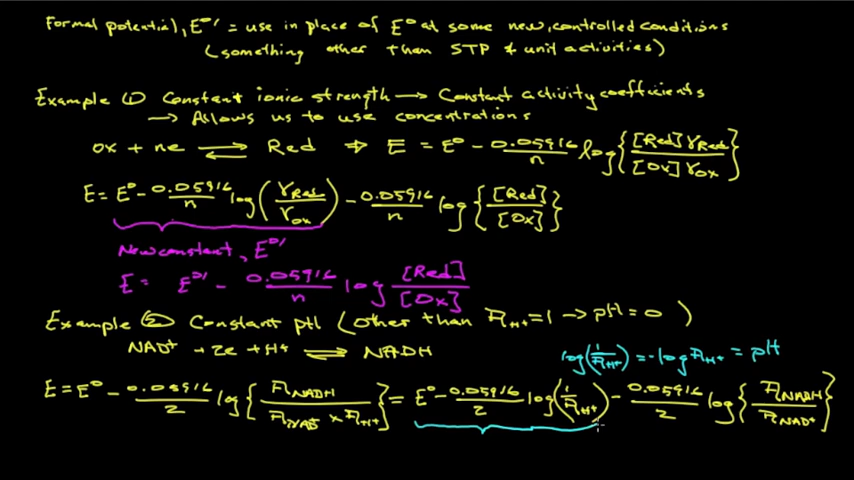 Formal potential, E°' = use in place of E° at some new, controlled conditions
(something other than STP & unit activities)
Example (1) Constant ionic strength → Constant activity coefficients
→ Allows us to use concentrations
ox + ne ⇌ Red ⇒ E = E° - 0.05916/n log{[Red]γRed/[Ox]γOx}
E = E° - 0.05916/n log(γRed/γOx) - 0.05916/n log{[Red]/[Ox]}
New constant, E°'
E = E°' - 0.05916/n log [Red]/[Ox]
Example (2) Constant pH (other than AH+ = 1 → pH = 0)
NAD+ + 2e + H+ ⇌ NADH
log(1/AH+) = -log AH+ = pH
E = E° - 0.05916/2 log{ANADH/ANAD+ × AH+} = E° - 0.05916/2 log(1/AH+) - 0.05916/2 log{ANADH/ANAD+}